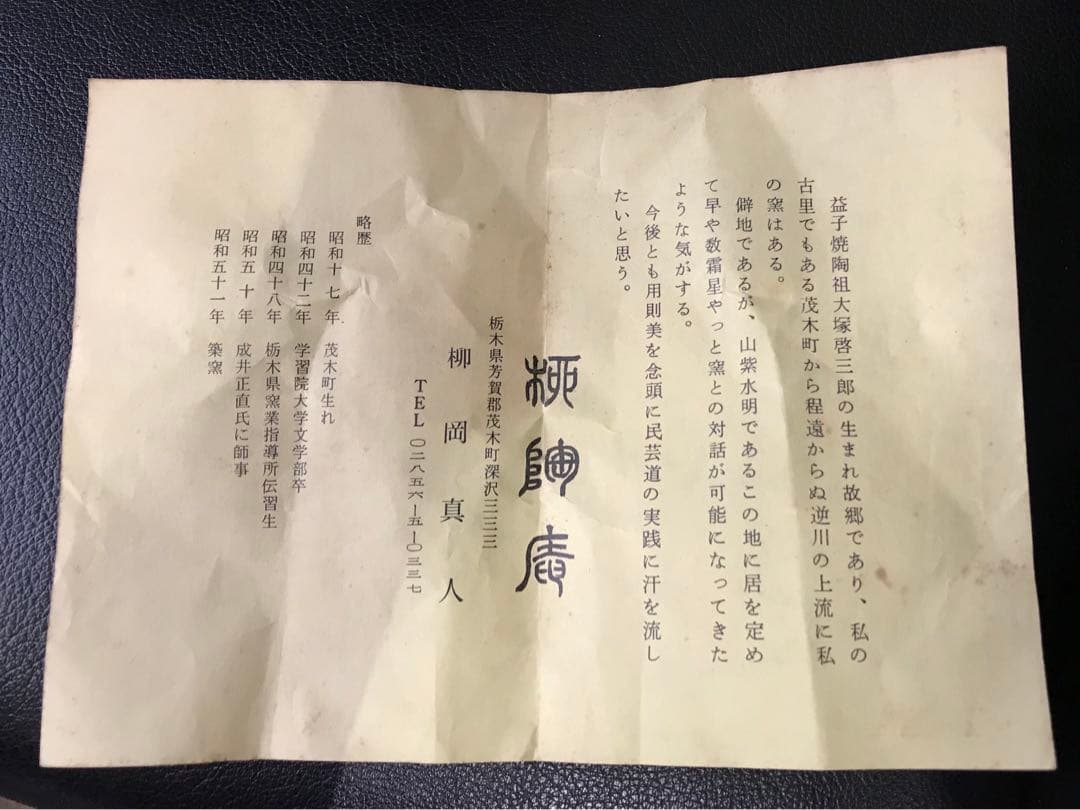 益子焼陶祖大塚啓三郎の生まれ故郷であり、私の
古里でもある茂木町から程遠からぬ逆川の上流に私
の窯はある。
僻地であるが、山紫水明であるこの地に居を定め
て早や数霜星やっと窯との対話が可能になってきた
ような気がする。
今後とも用則美を念頭に民芸道の実践に汗を流し
たいと思う。
柳陶庵
栃木県芳賀郡茂木町深沢三三三
柳岡真人
TEL〇二八五六ー五ー〇三三七
略歴
昭和十七年 茂木町生れ
昭和四十二年 学習院大学文学部卒
昭和四十八年 栃木県窯業指導所伝習生
昭和五十年 成井正直氏に師事
昭和五十一年 築窯